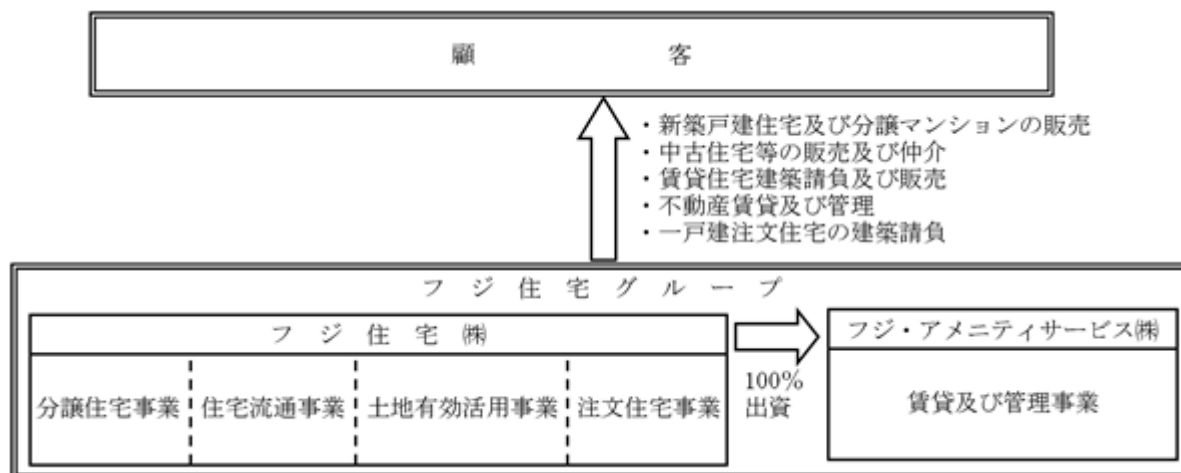 顧客
・新築戸建住宅及び分譲マンションの販売
・中古住宅等の販売及び仲介
・賃貸住宅建築請負及び販売
・不動産賃貸及び管理
・一戸建注文住宅の建築請負
フジ住宅グループ
フジ住宅㈱
分譲住宅事業
住宅流通事業
土地有効活用事業
注文住宅事業
100%
出資
フジ・アメニティサービス㈱
賃貸及び管理事業